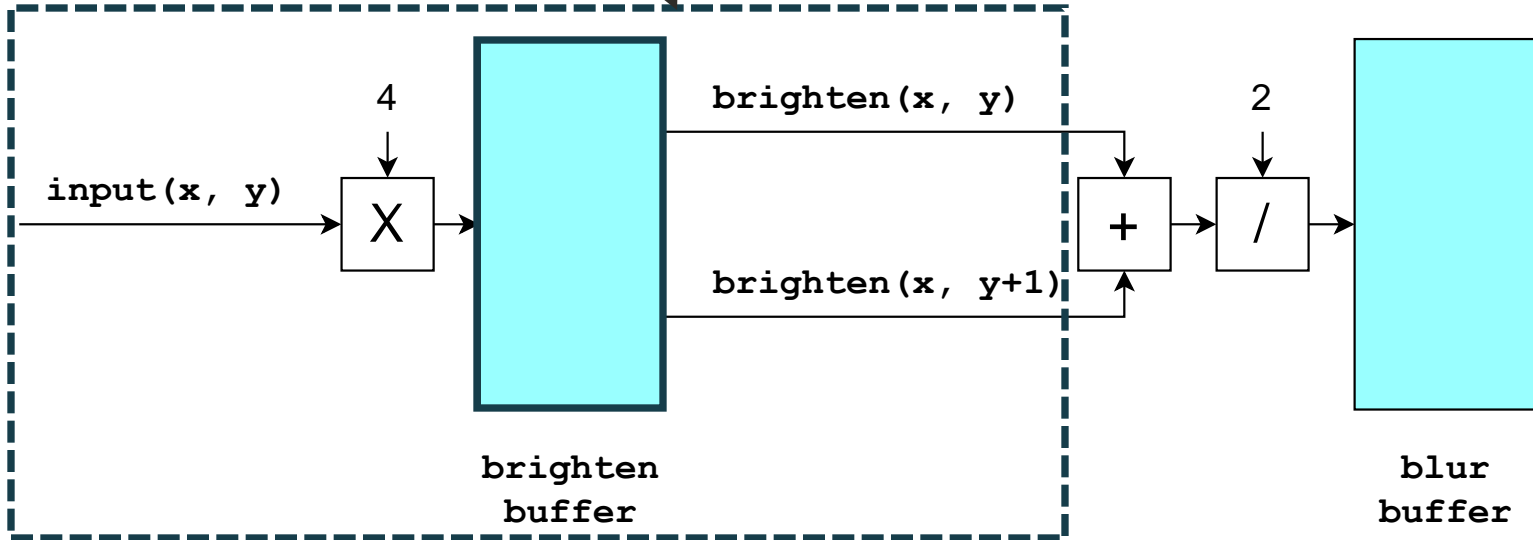 4
brighten(x, y)
2
input(x, y)
X
+
/
brighten(x, y+1)
brighten
buffer
blur
buffer